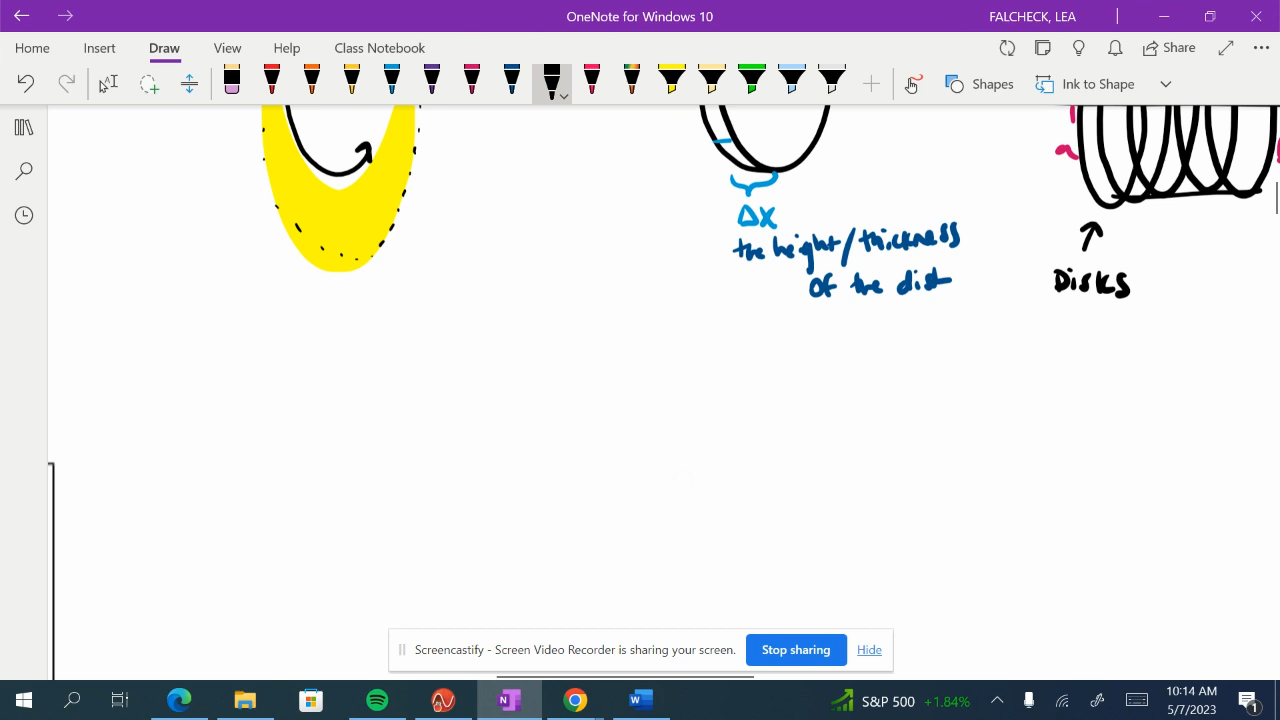 OneNote for Windows 10
FALCHECK, LEA
Home Insert Draw View Help Class Notebook
Share
Shapes
Ink to Shape
a
Δx
the height/thickness
of the disk
Disks
Screencastify - Screen Video Recorder is sharing your screen.
Stop sharing
Hide
S&P 500 +1.84%
10:14 AM
5/7/2023
1